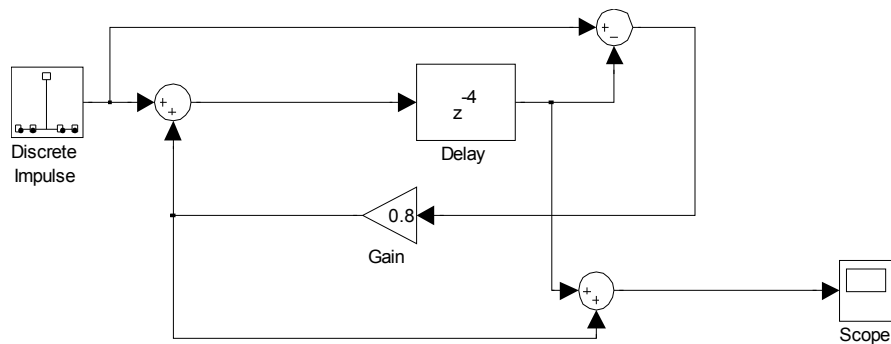 +
−
+
+
z
-4
Discrete
Impulse
Delay
0.8
Gain
+
+
Scope